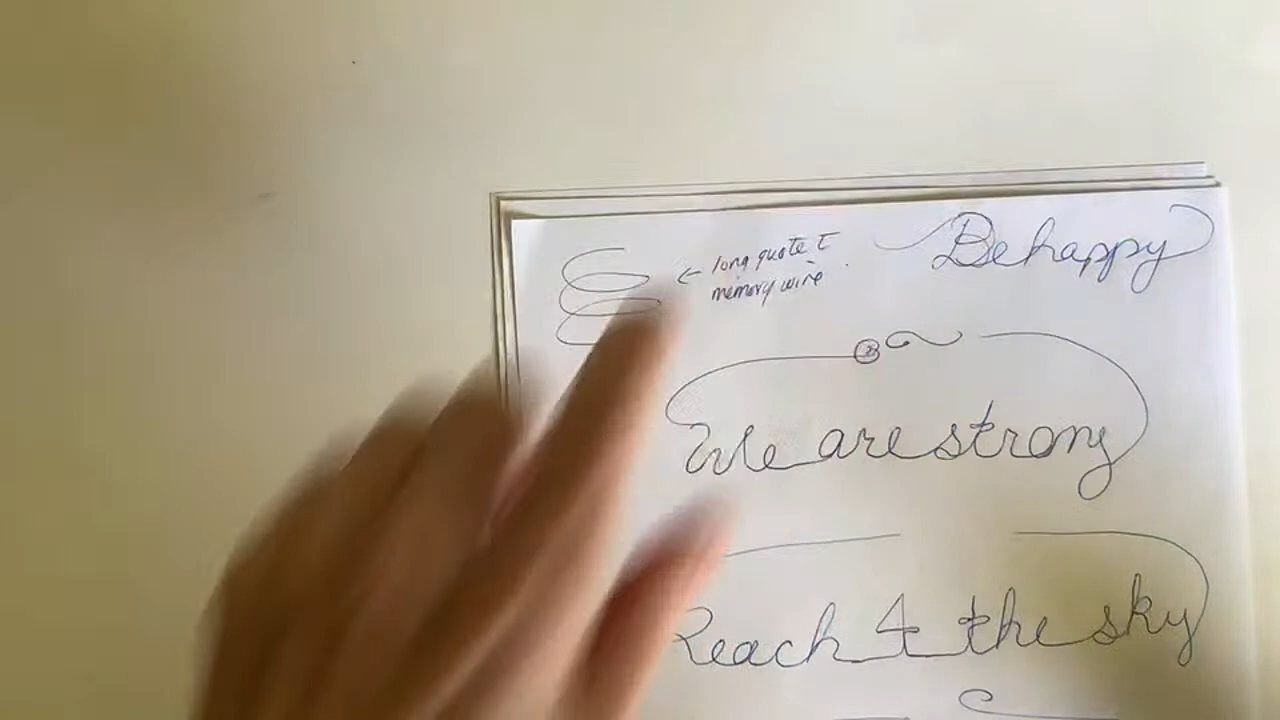 Be happy
← long quote c̄
memory wire
We are strong
Reach 4 the sky